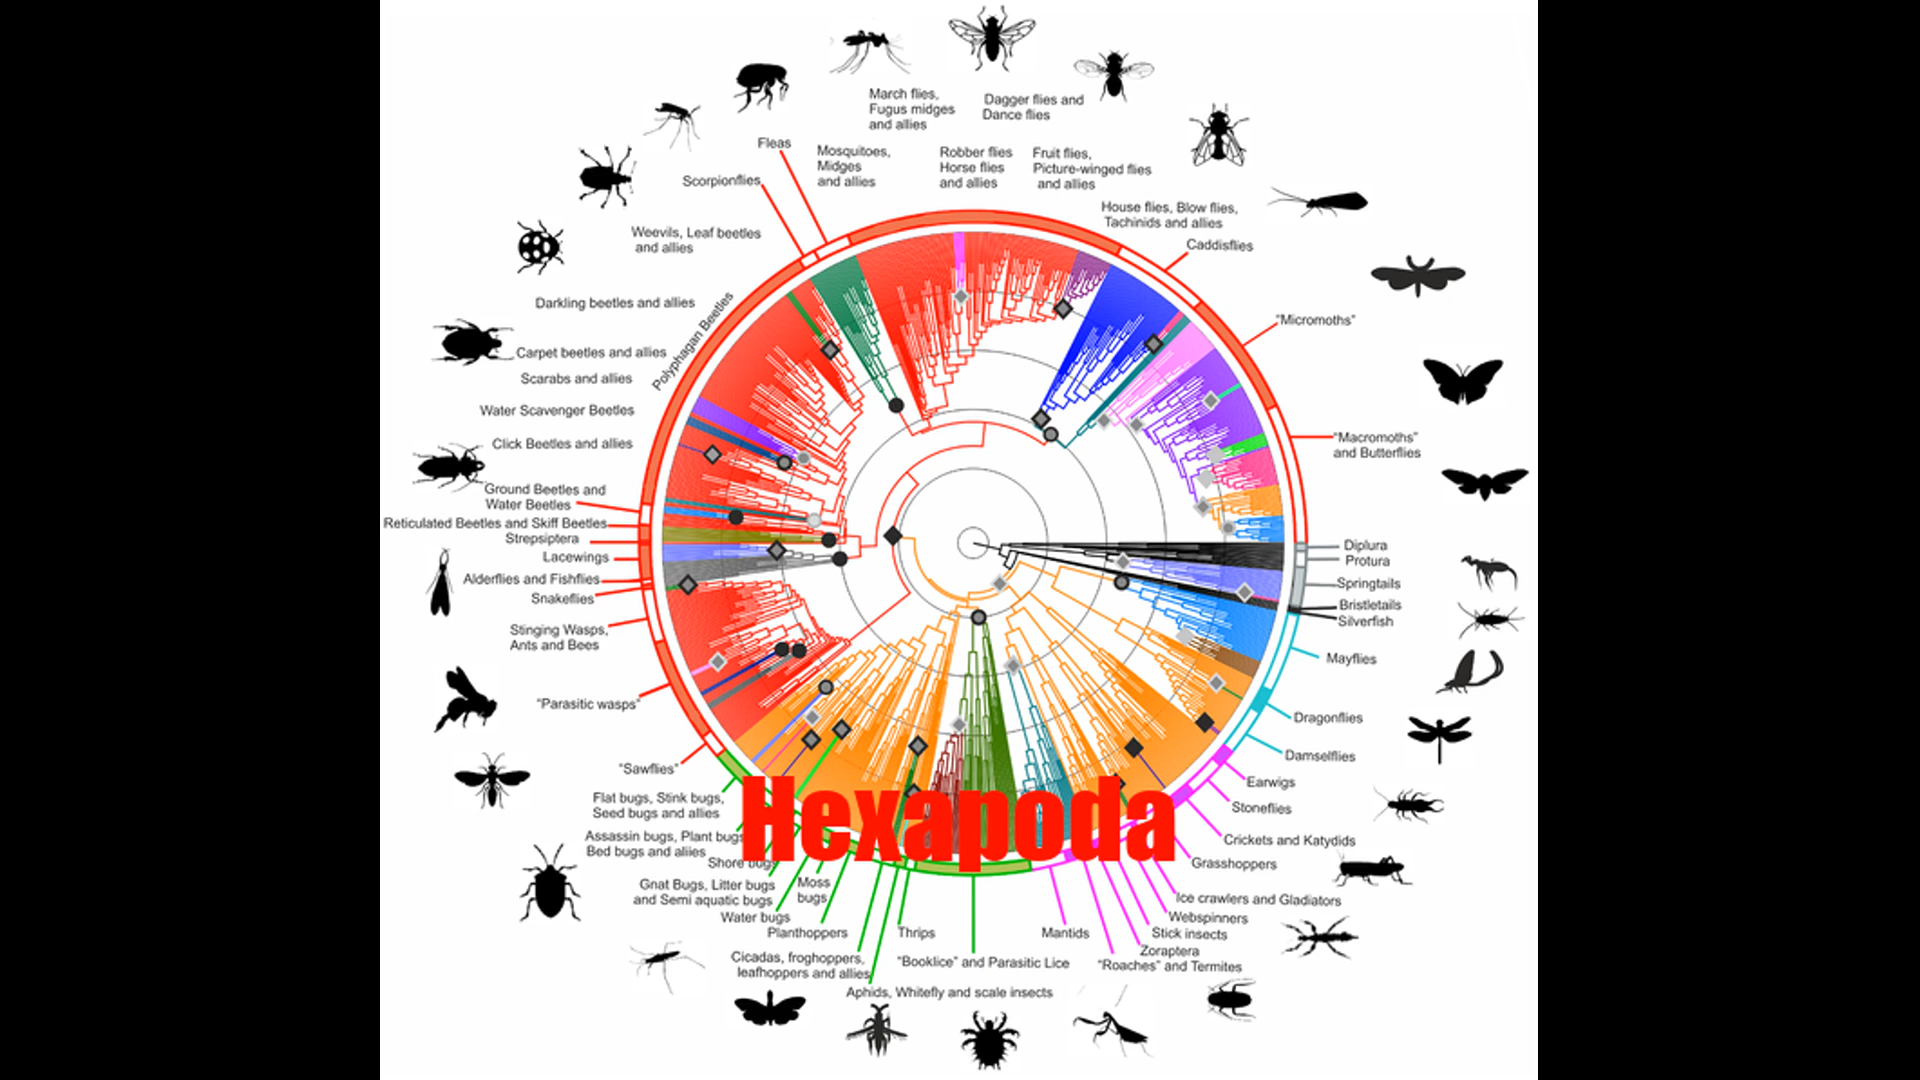 March flies,
Fugus midges
and allies
Dagger flies and
Dance flies
Fleas
Mosquitoes,
Midges
and allies
Robber flies
Horse flies
and allies
Fruit flies,
Picture-winged flies
and allies
Scorpionflies
House flies, Blow flies,
Tachinids and allies
Weevils, Leaf beetles
and allies
Caddisflies
Darkling beetles and allies
Polyphagan Beetles
"Micromoths"
Carpet beetles and allies
Scarabs and allies
Water Scavenger Beetles
Click Beetles and allies
"Macromoths"
and Butterflies
Ground Beetles and
Water Beetles
Reticulated Beetles and Skiff Beetles
Strepsiptera
Lacewings
Alderflies and Fishflies
Snakeflies
Stinging Wasps,
Ants and Bees
"Parasitic wasps"
"Sawflies"
Diplura
Protura
Springtails
Bristletails
Silverfish
Mayflies
Dragonflies
Damselflies
Earwigs
Stoneflies
Crickets and Katydids
Grasshoppers
Ice crawlers and Gladiators
Webspinners
Stick insects
Zoraptera
"Roaches" and Termites
Mantids
Hexapoda
Flat bugs, Stink bugs,
Seed bugs and allies
Assassin bugs, Plant bugs
Bed bugs and aliies
Shore bugs
Gnat Bugs, Litter bugs
and Semi aquatic bugs
Moss
bugs
Water bugs
Planthoppers
Thrips
Cicadas, froghoppers,
leafhoppers and allies
"Booklice" and Parasitic Lice
Aphids, Whitefly and scale insects